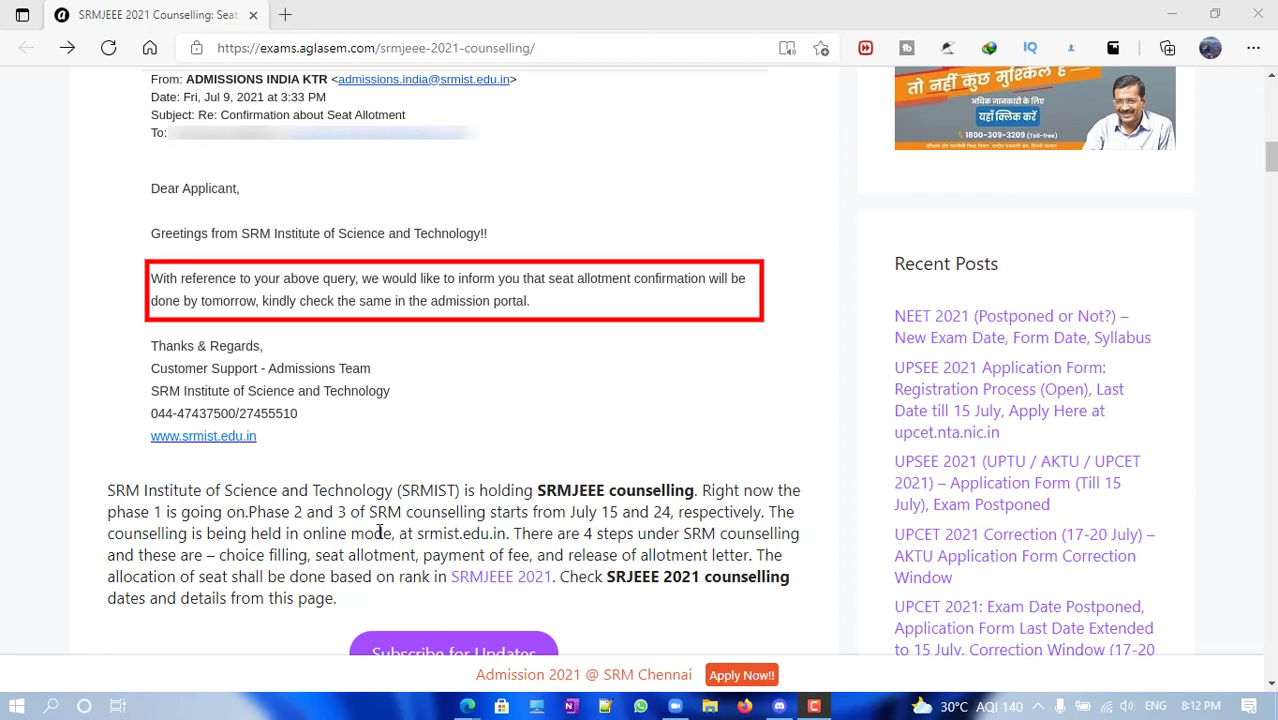 SRMJEEE 2021 Counselling: Seat
https://exams.aglasem.com/srmjeee-2021-counselling/
IQ
From: ADMISSIONS INDIA KTR <admissions.india@srmist.edu.in>
Date: Fri, Jul 9, 2021 at 3:33 PM
Subject: Re: Confirmation about Seat Allotment
To:
Dear Applicant,
Greetings from SRM Institute of Science and Technology!!
With reference to your above query, we would like to inform you that seat allotment confirmation will be
done by tomorrow, kindly check the same in the admission portal.
Thanks & Regards,
Customer Support - Admissions Team
SRM Institute of Science and Technology
044-47437500/27455510
www.srmist.edu.in
SRM Institute of Science and Technology (SRMIST) is holding SRMJEEE counselling. Right now the
phase 1 is going on.Phase 2 and 3 of SRM counselling starts from July 15 and 24, respectively. The
counselling is being held in online mode, at srmist.edu.in. There are 4 steps under SRM counselling
and these are – choice filling, seat allotment, payment of fee, and release of allotment letter. The
allocation of seat shall be done based on rank in SRMJEEE 2021. Check SRJEEE 2021 counselling
dates and details from this page.
Subscribe for Updates
तो नहीं कुछ मुश्किल है
अधिक जानकारी के लिए
यहाँ क्लिक करें
1800-309-3209 (Toll-free)
Recent Posts
NEET 2021 (Postponed or Not?) –
New Exam Date, Form Date, Syllabus
UPSEE 2021 Application Form:
Registration Process (Open), Last
Date till 15 July, Apply Here at
upcet.nta.nic.in
UPSEE 2021 (UPTU / AKTU / UPCET
2021) – Application Form (Till 15
July), Exam Postponed
UPCET 2021 Correction (17-20 July) –
AKTU Application Form Correction
Window
UPCET 2021: Exam Date Postponed,
Application Form Last Date Extended
to 15 July, Correction Window (17-20
Admission 2021 @ SRM Chennai Apply Now!!
30°C AQI 140 8:12 PM